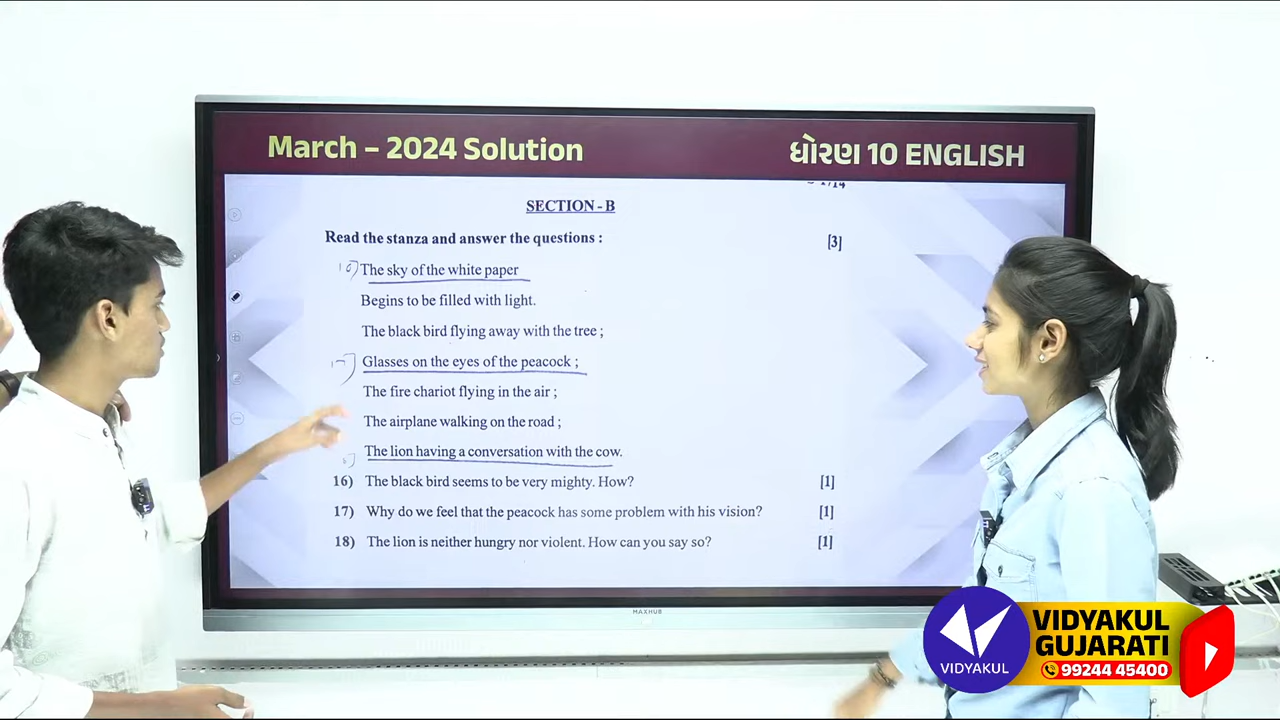 March – 2024 Solution
ધોરણ 10 ENGLISH
SECTION - B
Read the stanza and answer the questions : [3]
16) The sky of the white paper
Begins to be filled with light.
The black bird flying away with the tree ;
17) Glasses on the eyes of the peacock ;
The fire chariot flying in the air ;
The airplane walking on the road ;
The lion having a conversation with the cow.
16) The black bird seems to be very mighty. How? [1]
17) Why do we feel that the peacock has some problem with his vision? [1]
18) The lion is neither hungry nor violent. How can you say so? [1]
MAXHUB
VIDYAKUL
VIDYAKUL
GUJARATI
99244 45400